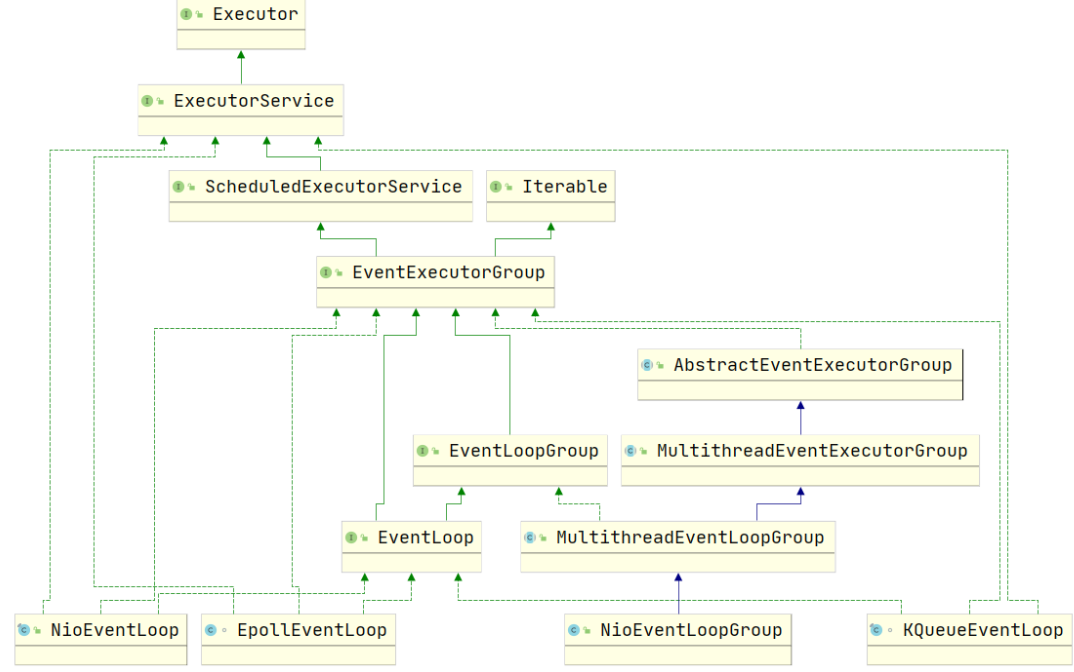 Executor
ExecutorService
ScheduledExecutorService
Iterable
EventExecutorGroup
AbstractEventExecutorGroup
EventLoopGroup
MultithreadEventExecutorGroup
EventLoop
MultithreadEventLoopGroup
NioEventLoop
EpollEventLoop
NioEventLoopGroup
KQueueEventLoop